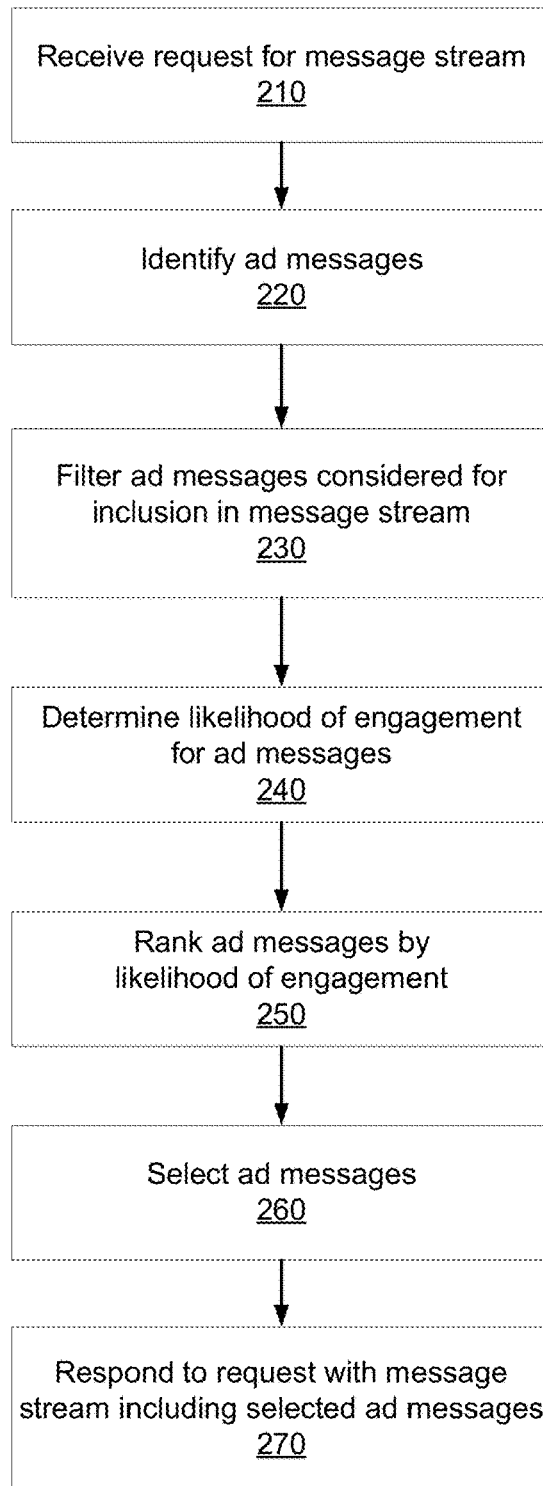 Receive request for message stream
210
Identify ad messages
220
Filter ad messages considered for
inclusion in message stream
230
Determine likelihood of engagement
for ad messages
240
Rank ad messages by
likelihood of engagement
250
Select ad messages
260
Respond to request with message
stream including selected ad messages
270